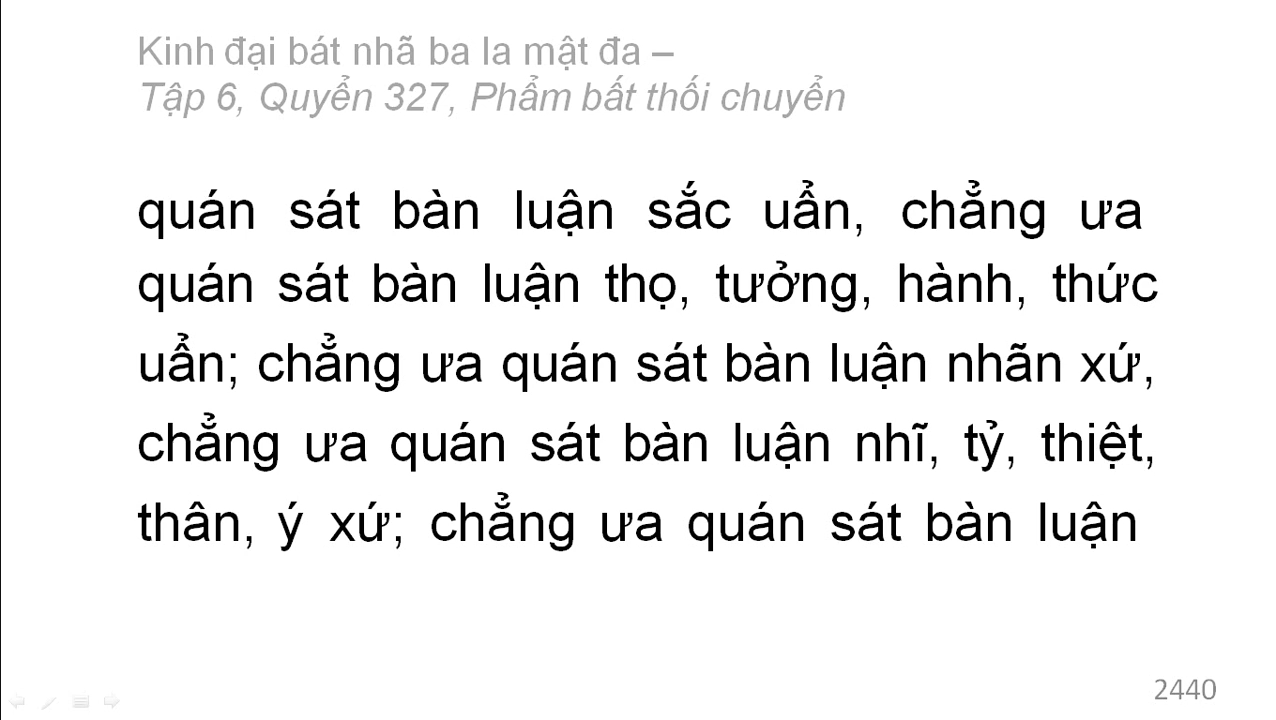 Kinh đại bát nhã ba la mật đa –
Tập 6, Quyển 327, Phẩm bất thối chuyển
quán sát bàn luận sắc uẩn, chẳng ưa
quán sát bàn luận thọ, tưởng, hành, thức
uẩn; chẳng ưa quán sát bàn luận nhãn xứ,
chẳng ưa quán sát bàn luận nhĩ, tỷ, thiệt,
thân, ý xứ; chẳng ưa quán sát bàn luận
2440